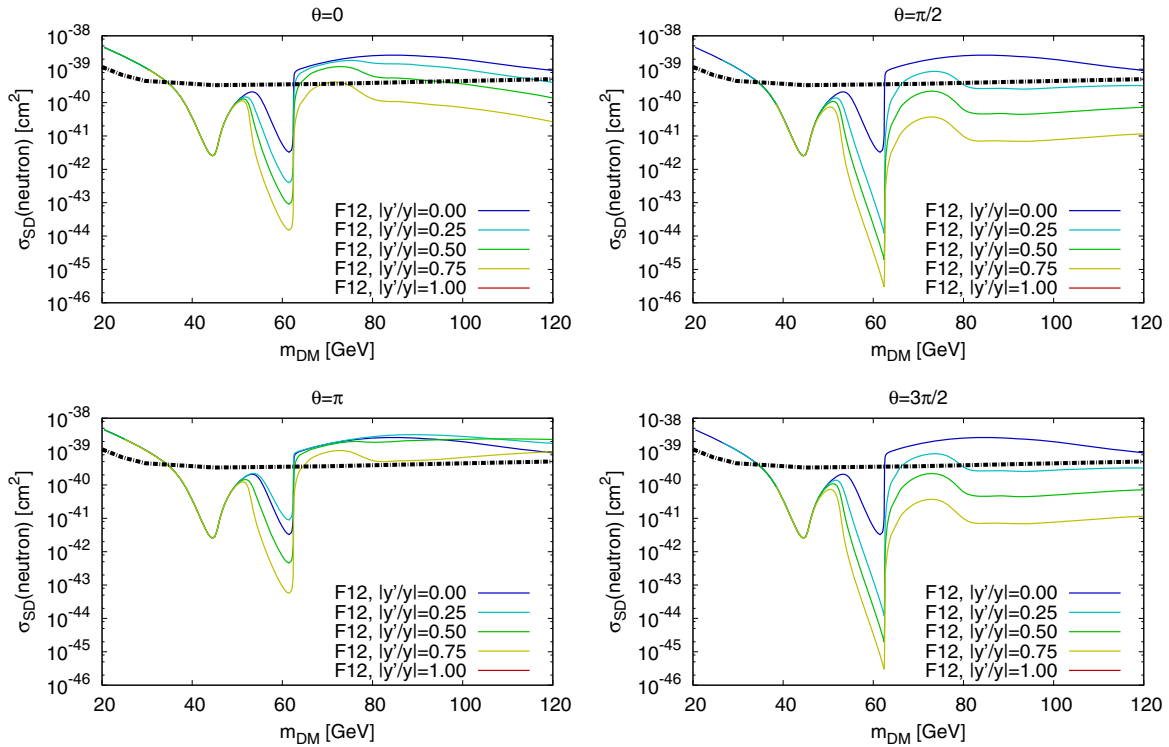 θ=0
σSD(neutron) [cm²]
10⁻³⁸
10⁻³⁹
10⁻⁴⁰
10⁻⁴¹
10⁻⁴²
10⁻⁴³
10⁻⁴⁴
10⁻⁴⁵
10⁻⁴⁶
F12, |y'/y|=0.00
F12, |y'/y|=0.25
F12, |y'/y|=0.50
F12, |y'/y|=0.75
F12, |y'/y|=1.00
20 40 60 80 100 120
mDM [GeV]
θ=π/2
σSD(neutron) [cm²]
10⁻³⁸
10⁻³⁹
10⁻⁴⁰
10⁻⁴¹
10⁻⁴²
10⁻⁴³
10⁻⁴⁴
10⁻⁴⁵
10⁻⁴⁶
F12, |y'/y|=0.00
F12, |y'/y|=0.25
F12, |y'/y|=0.50
F12, |y'/y|=0.75
F12, |y'/y|=1.00
20 40 60 80 100 120
mDM [GeV]
θ=π
σSD(neutron) [cm²]
10⁻³⁸
10⁻³⁹
10⁻⁴⁰
10⁻⁴¹
10⁻⁴²
10⁻⁴³
10⁻⁴⁴
10⁻⁴⁵
10⁻⁴⁶
F12, |y'/y|=0.00
F12, |y'/y|=0.25
F12, |y'/y|=0.50
F12, |y'/y|=0.75
F12, |y'/y|=1.00
20 40 60 80 100 120
mDM [GeV]
θ=3π/2
σSD(neutron) [cm²]
10⁻³⁸
10⁻³⁹
10⁻⁴⁰
10⁻⁴¹
10⁻⁴²
10⁻⁴³
10⁻⁴⁴
10⁻⁴⁵
10⁻⁴⁶
F12, |y'/y|=0.00
F12, |y'/y|=0.25
F12, |y'/y|=0.50
F12, |y'/y|=0.75
F12, |y'/y|=1.00
20 40 60 80 100 120
mDM [GeV]